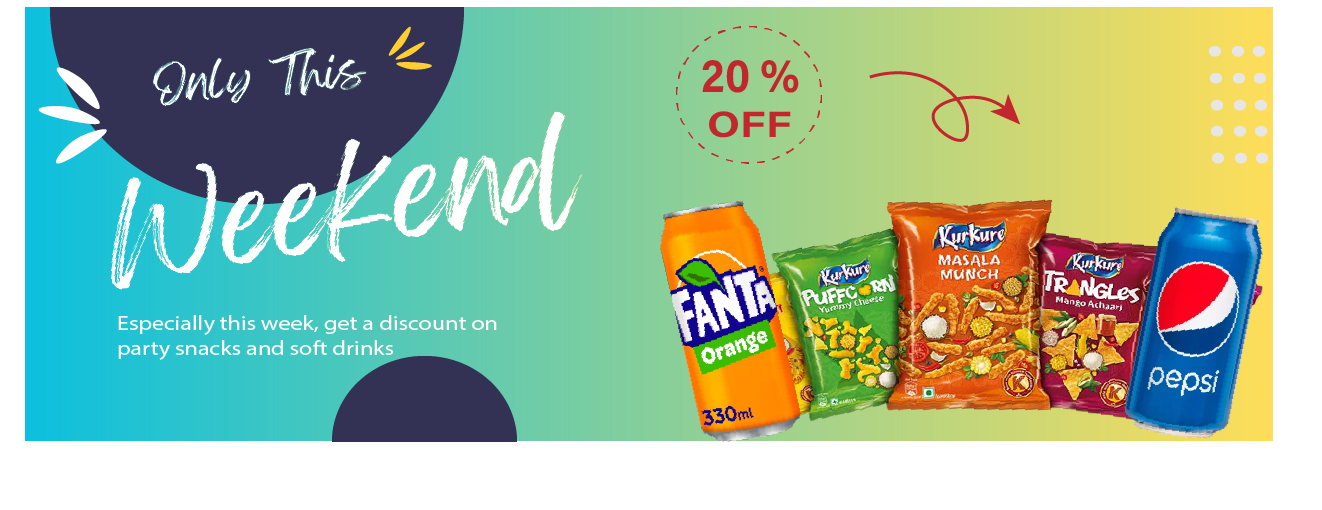 Only This
Weekend
Especially this week, get a discount on
party snacks and soft drinks
20 %
OFF
FANTA
Orange
330ml
Kurkure
PUFFCORN
Yummy Cheese
Kurkure
MASALA
MUNCH
K
Kurkure
TRANGLES
Mango Achaari
K
pepsi